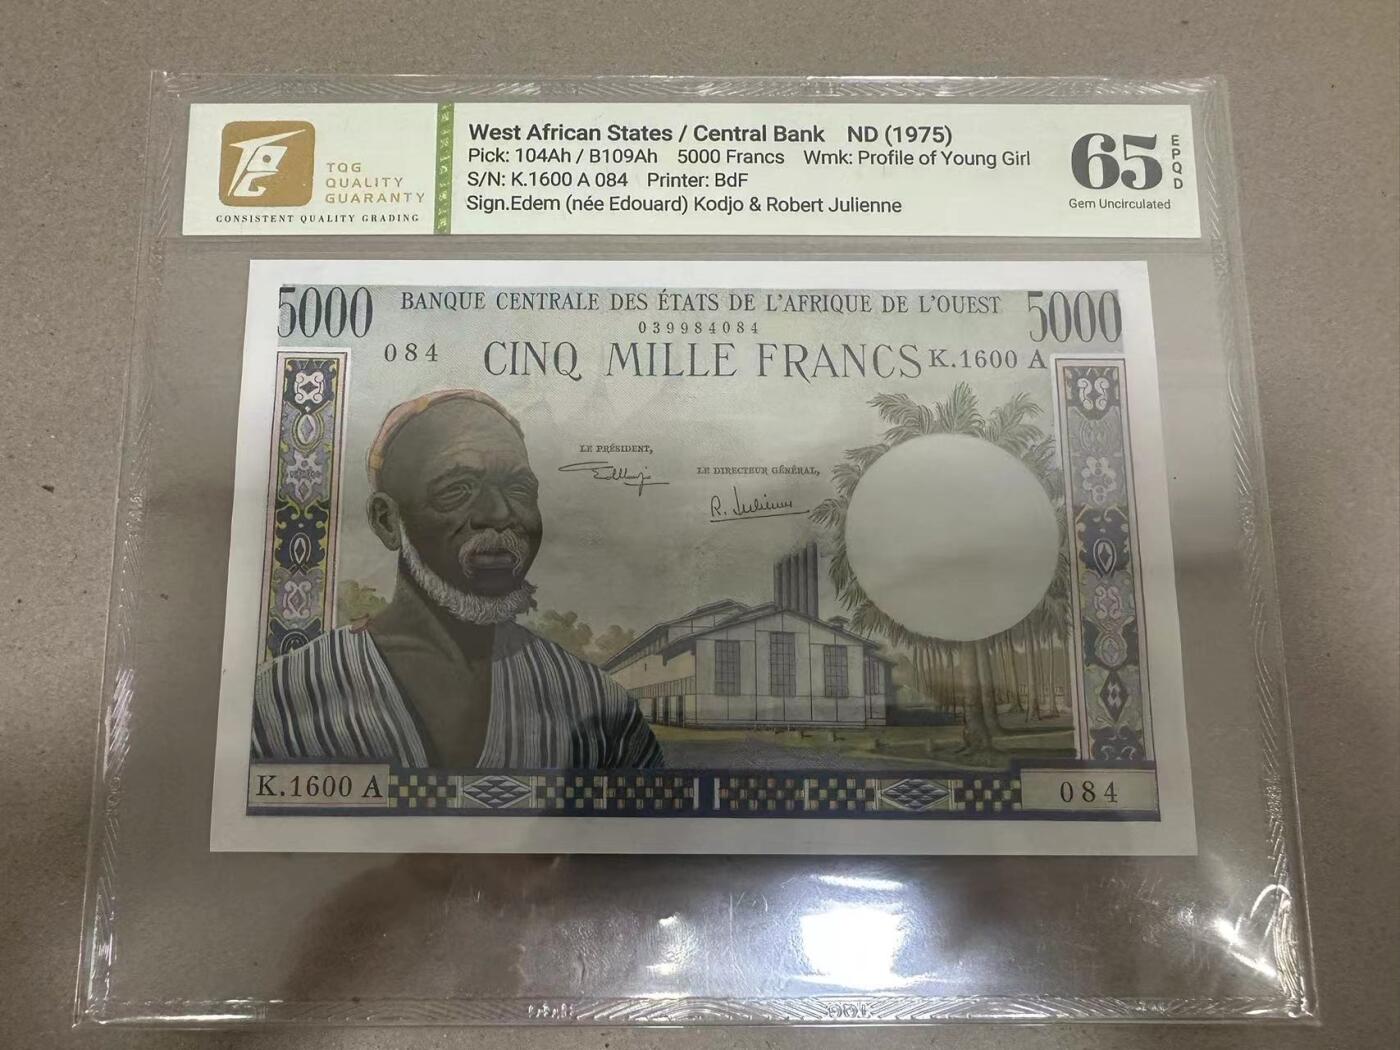 TQG
QUALITY
GUARANTY
CONSISTENT QUALITY GRADING
West African States / Central Bank ND (1975)
Pick: 104Ah / B109Ah 5000 Francs Wmk: Profile of Young Girl
S/N: K.1600 A 084 Printer: BdF
Sign.Edem (née Edouard) Kodjo & Robert Julienne
65
EPQD
Gem Uncirculated
5000 BANQUE CENTRALE DES ÉTATS DE L'AFRIQUE DE L'OUEST 5000
039984084
084 CINQ MILLE FRANCS K.1600 A
LE PRÉSIDENT,
LE DIRECTEUR GÉNÉRAL,
R. Julienne
K.1600 A 084